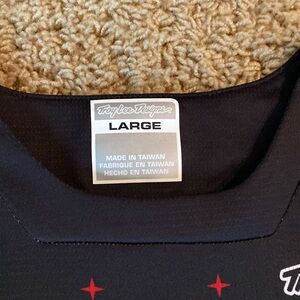 Troy Lee Designs
LARGE
MADE IN TAIWAN
FABRIQUE EN TAIWAN
HECHO EN TAIWAN